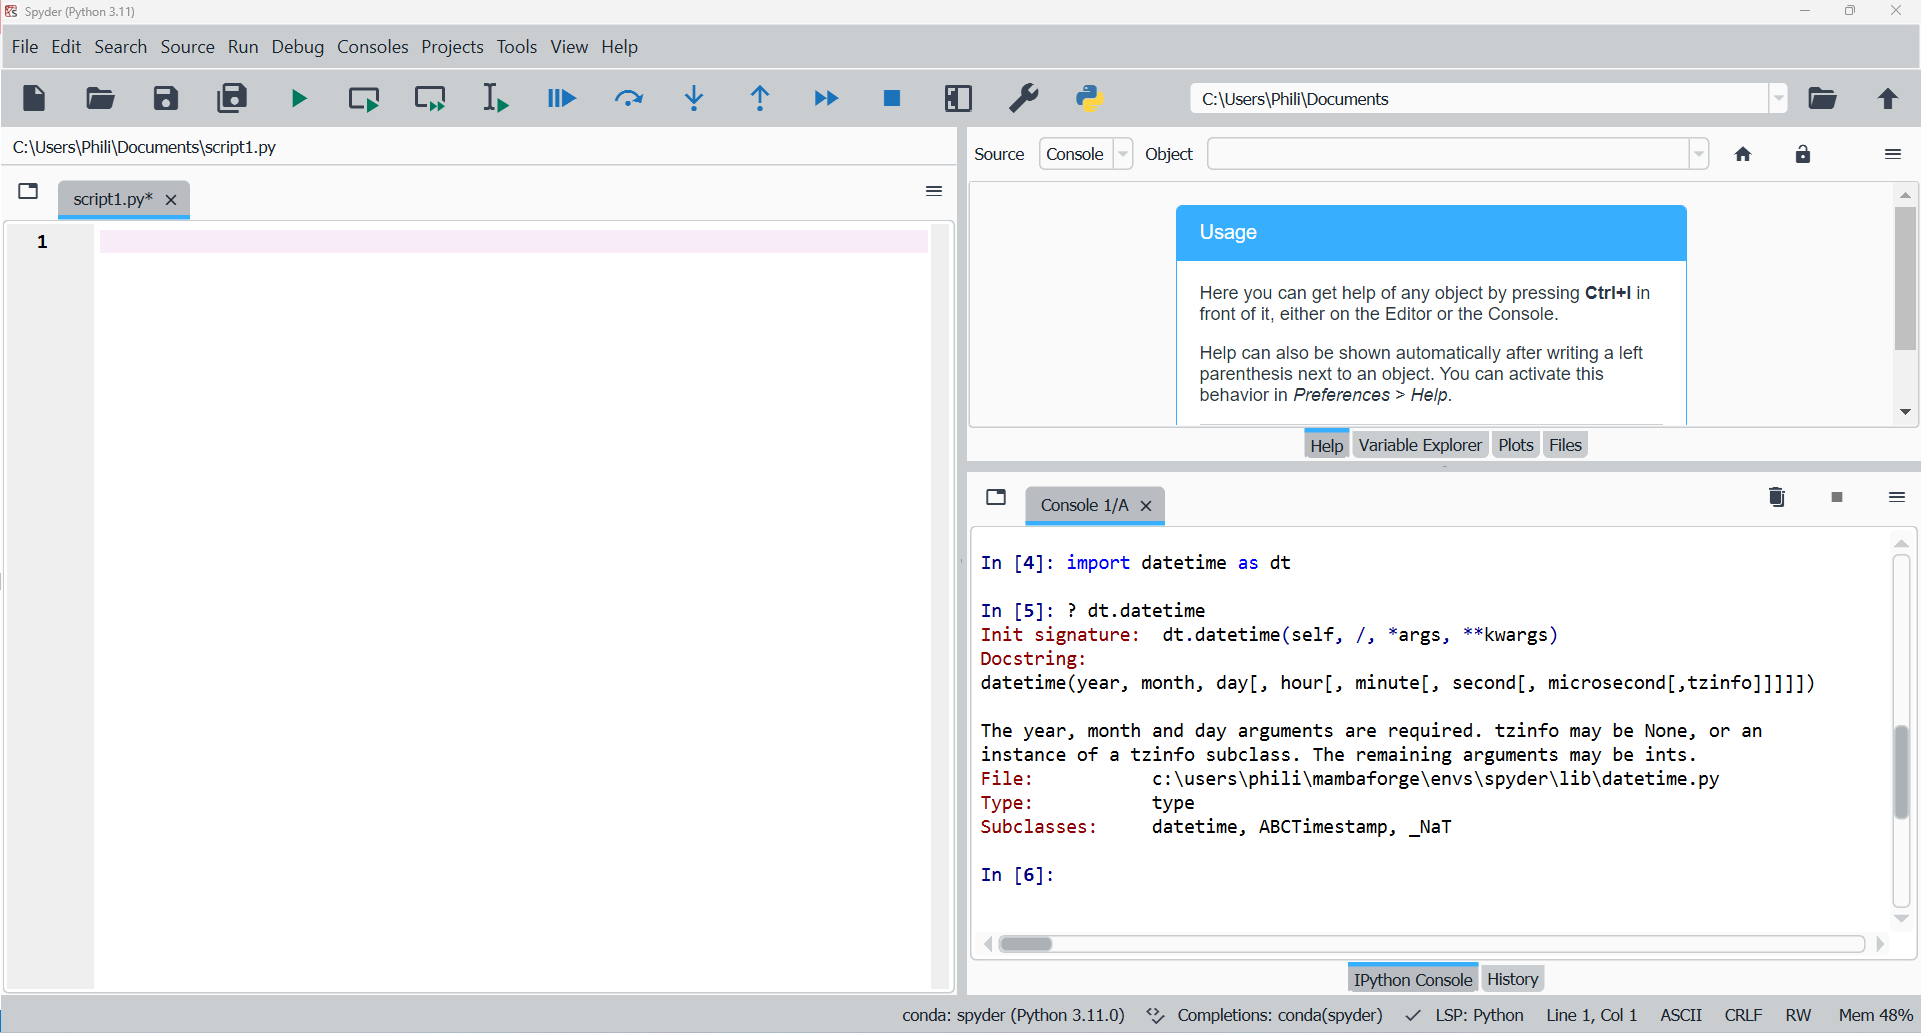 Spyder (Python 3.11)
File Edit Search Source Run Debug Consoles Projects Tools View Help
C:\Users\Phili\Documents
C:\Users\Phili\Documents\script1.py
script1.py*
1
Source Console Object
Usage
Here you can get help of any object by pressing Ctrl+I in
front of it, either on the Editor or the Console.
Help can also be shown automatically after writing a left
parenthesis next to an object. You can activate this
behavior in Preferences > Help.
Help Variable Explorer Plots Files
Console 1/A
In [4]: import datetime as dt
In [5]: ? dt.datetime
Init signature: dt.datetime(self, /, *args, **kwargs)
Docstring:
datetime(year, month, day[, hour[, minute[, second[, microsecond[,tzinfo]]]]])
The year, month and day arguments are required. tzinfo may be None, or an
instance of a tzinfo subclass. The remaining arguments may be ints.
File: c:\users\phili\mambaforge\envs\spyder\lib\datetime.py
Type: type
Subclasses: datetime, ABCTimestamp, _NaT
In [6]:
IPython Console History
conda: spyder (Python 3.11.0) Completions: conda(spyder) LSP: Python Line 1, Col 1 ASCII CRLF RW Mem 48%